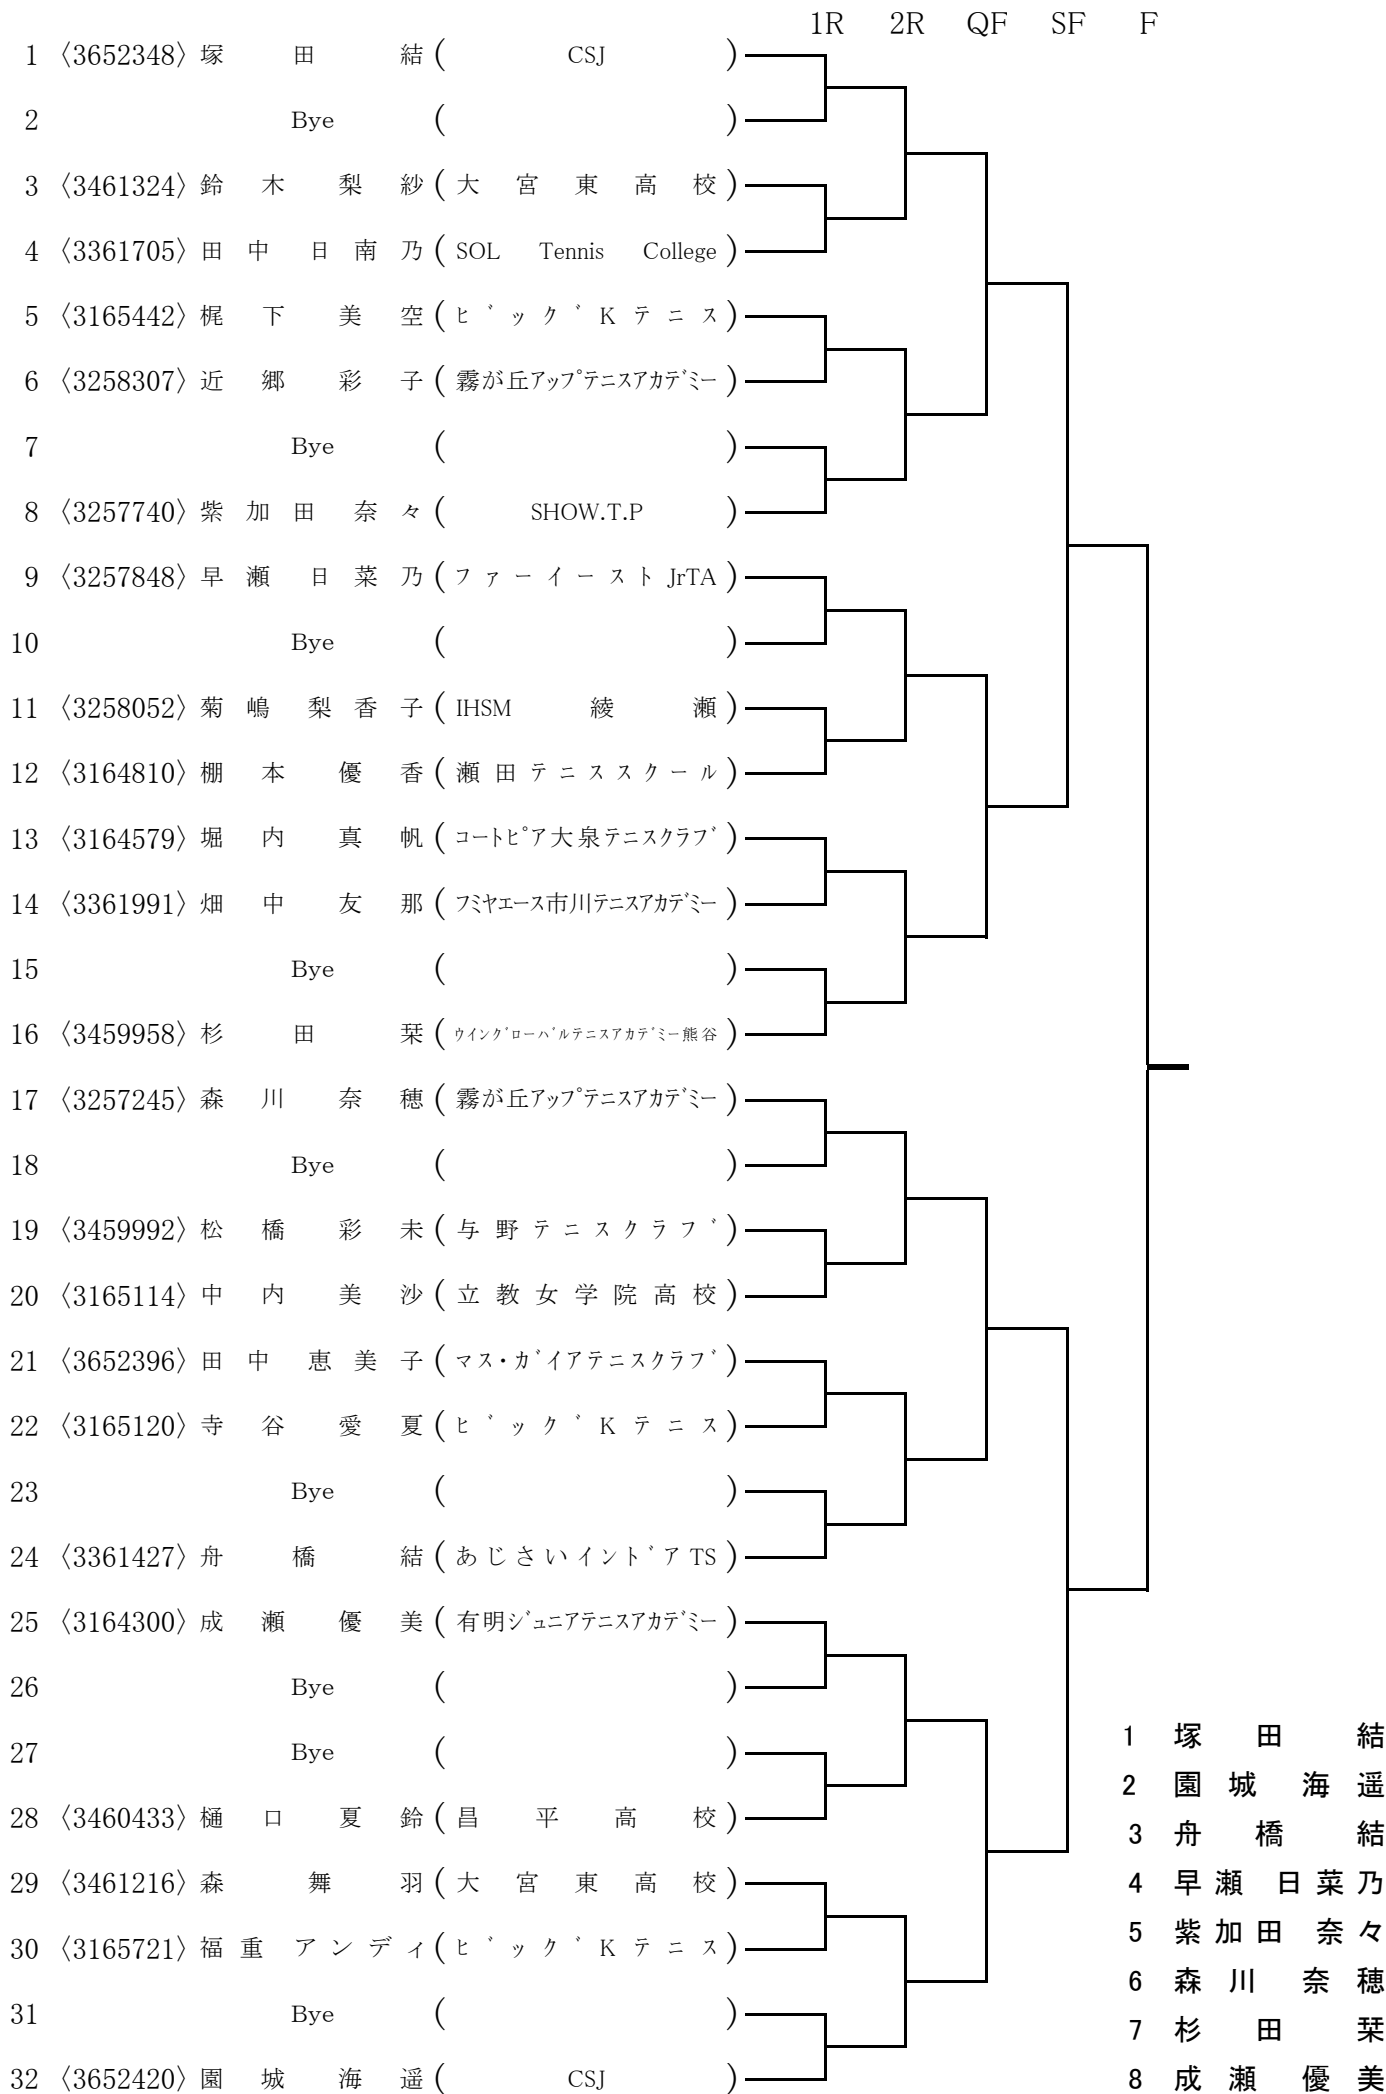 1R 2R QF SF F
1 〈3652348〉 塚田 結 ( CSJ )
2 Bye ( )
3 〈3461324〉 鈴木 梨紗 ( 大宮東高校 )
4 〈3361705〉 田中 日南乃 ( SOL Tennis College )
5 〈3165442〉 梶下 美空 ( ビッグKテニス )
6 〈3258307〉 近郷 彩子 ( 霧が丘アップテニスアカデミー )
7 Bye ( )
8 〈3257740〉 紫加田 奈々 ( SHOW.T.P )
9 〈3257848〉 早瀬 日菜乃 ( ファーイーストJrTA )
10 Bye ( )
11 〈3258052〉 菊嶋 梨香子 ( IHSM 綾瀬 )
12 〈3164810〉 棚本 優香 ( 瀬田テニススクール )
13 〈3164579〉 堀内 真帆 ( コートピア大泉テニスクラブ )
14 〈3361991〉 畑中 友那 ( フミヤエース市川テニスアカデミー )
15 Bye ( )
16 〈3459958〉 杉田 栞 ( ウイングローバルテニスアカデミー熊谷 )
17 〈3257245〉 森川 奈穂 ( 霧が丘アップテニスアカデミー )
18 Bye ( )
19 〈3459992〉 松橋 彩未 ( 与野テニスクラブ )
20 〈3165114〉 中内 美沙 ( 立教女学院高校 )
21 〈3652396〉 田中 恵美子 ( マス・ガイアテニスクラブ )
22 〈3165120〉 寺谷 愛夏 ( ビッグKテニス )
23 Bye ( )
24 〈3361427〉 舟橋 結 ( あじさいインドアTS )
25 〈3164300〉 成瀬 優美 ( 有明ジュニアテニスアカデミー )
26 Bye ( )
27 Bye ( )
28 〈3460433〉 樋口 夏鈴 ( 昌平高校 )
29 〈3461216〉 森 舞羽 ( 大宮東高校 )
30 〈3165721〉 福重 アンディ ( ビッグKテニス )
31 Bye ( )
32 〈3652420〉 園城 海遥 ( CSJ )
1 塚田 結
2 園城 海遥
3 舟橋 結
4 早瀬 日菜乃
5 紫加田 奈々
6 森川 奈穂
7 杉田 栞
8 成瀬 優美